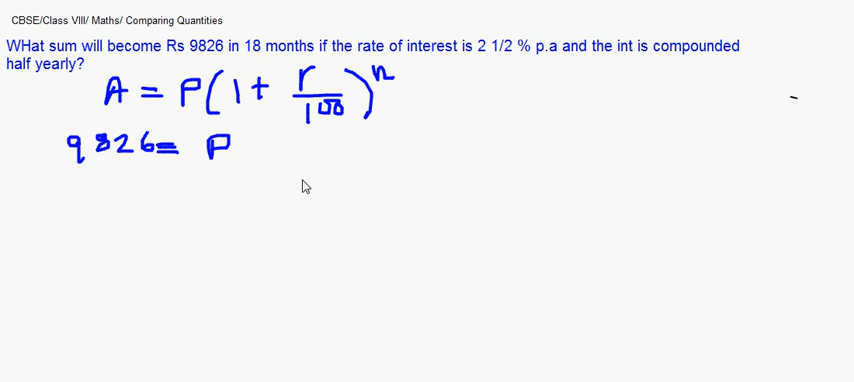 CBSE/Class VIII/ Maths/ Comparing Quantities
WHat sum will become Rs 9826 in 18 months if the rate of interest is 2 1/2 % p.a and the int is compounded
half yearly?
A = P(1 + r/100)^n
9826 = P